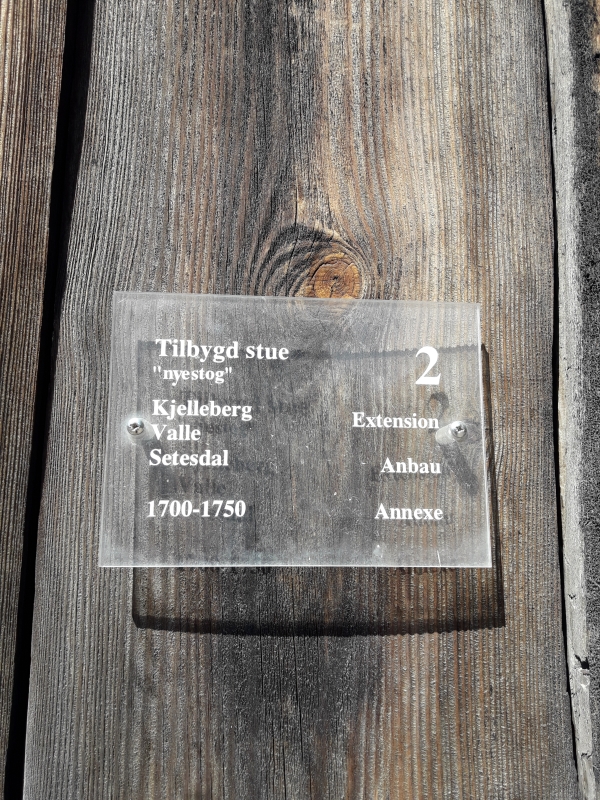 Tilbygd stue
"nyestog"
Kjelleberg
Valle
Setesdal
1700-1750
2
Extension
Anbau
Annexe